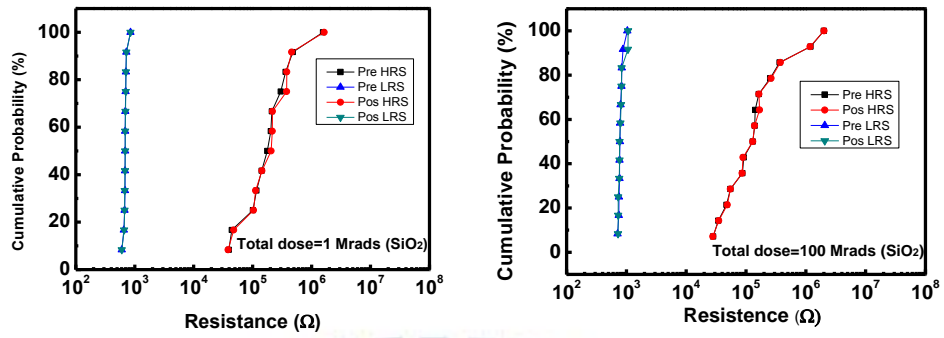 Cumulative Probability (%)
100
80
60
40
20
0
Pre HRS
Pre LRS
Pos HRS
Pos LRS
Total dose=1 Mrads (SiO₂)
10² 10³ 10⁴ 10⁵ 10⁶ 10⁷ 10⁸
Resistance (Ω)
Cumulative Probability (%)
100
80
60
40
20
0
Pre HRS
Pos HRS
Pre LRS
Pos LRS
Total dose=100 Mrads (SiO₂)
10² 10³ 10⁴ 10⁵ 10⁶ 10⁷ 10⁸
Resistence (Ω)